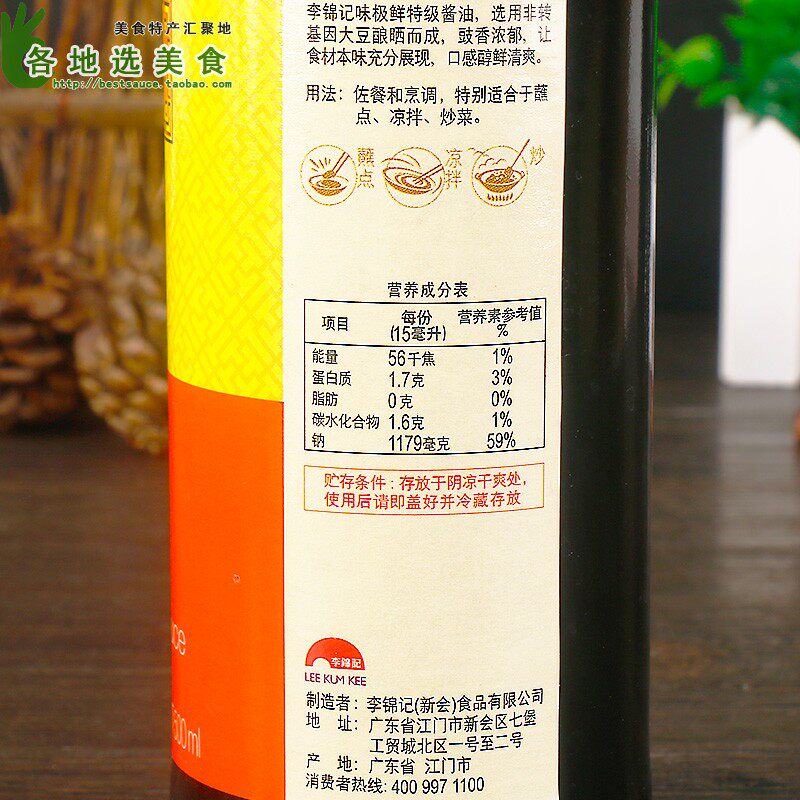 美食特产汇聚地
各地选美食
http://bestsauce.taobao.com
李锦记味极鲜特级酱油，选用非转
基因大豆酿晒而成，豉香浓郁，让
食材本味充分展现，口感醇鲜清爽。
用法：佐餐和烹调，特别适合于蘸
点、凉拌、炒菜。
蘸点 凉拌 炒
营养成分表
项目 每份(15毫升) 营养素参考值%
能量 56千焦 1%
蛋白质 1.7克 3%
脂肪 0克 0%
碳水化合物 1.6克 1%
钠 1179毫克 59%
贮存条件：存放于阴凉干爽处，
使用后请即盖好并冷藏存放
李錦記
LEE KUM KEE
制造者：李锦记(新会)食品有限公司
地 址：广东省江门市新会区七堡
工贸城北区一号至二号
产 地：广东省 江门市
消费者热线: 400 997 1100
500ml